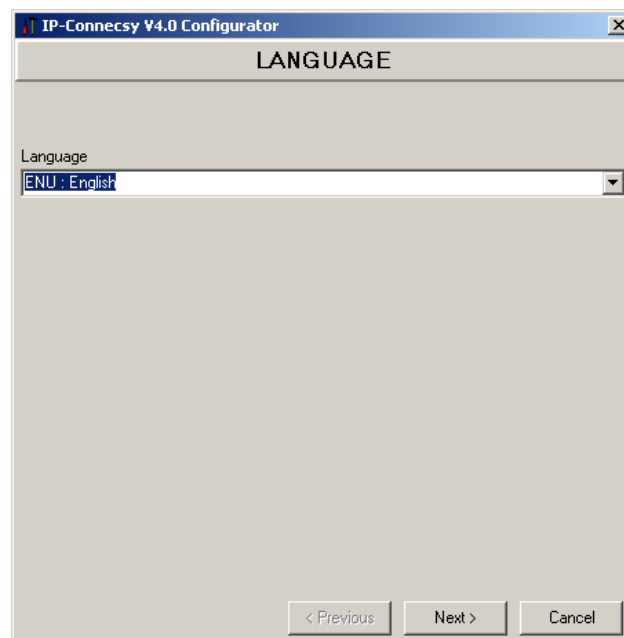 IP-Connecsy V4.0 Configurator
LANGUAGE
Language
ENU : English
< Previous Next > Cancel